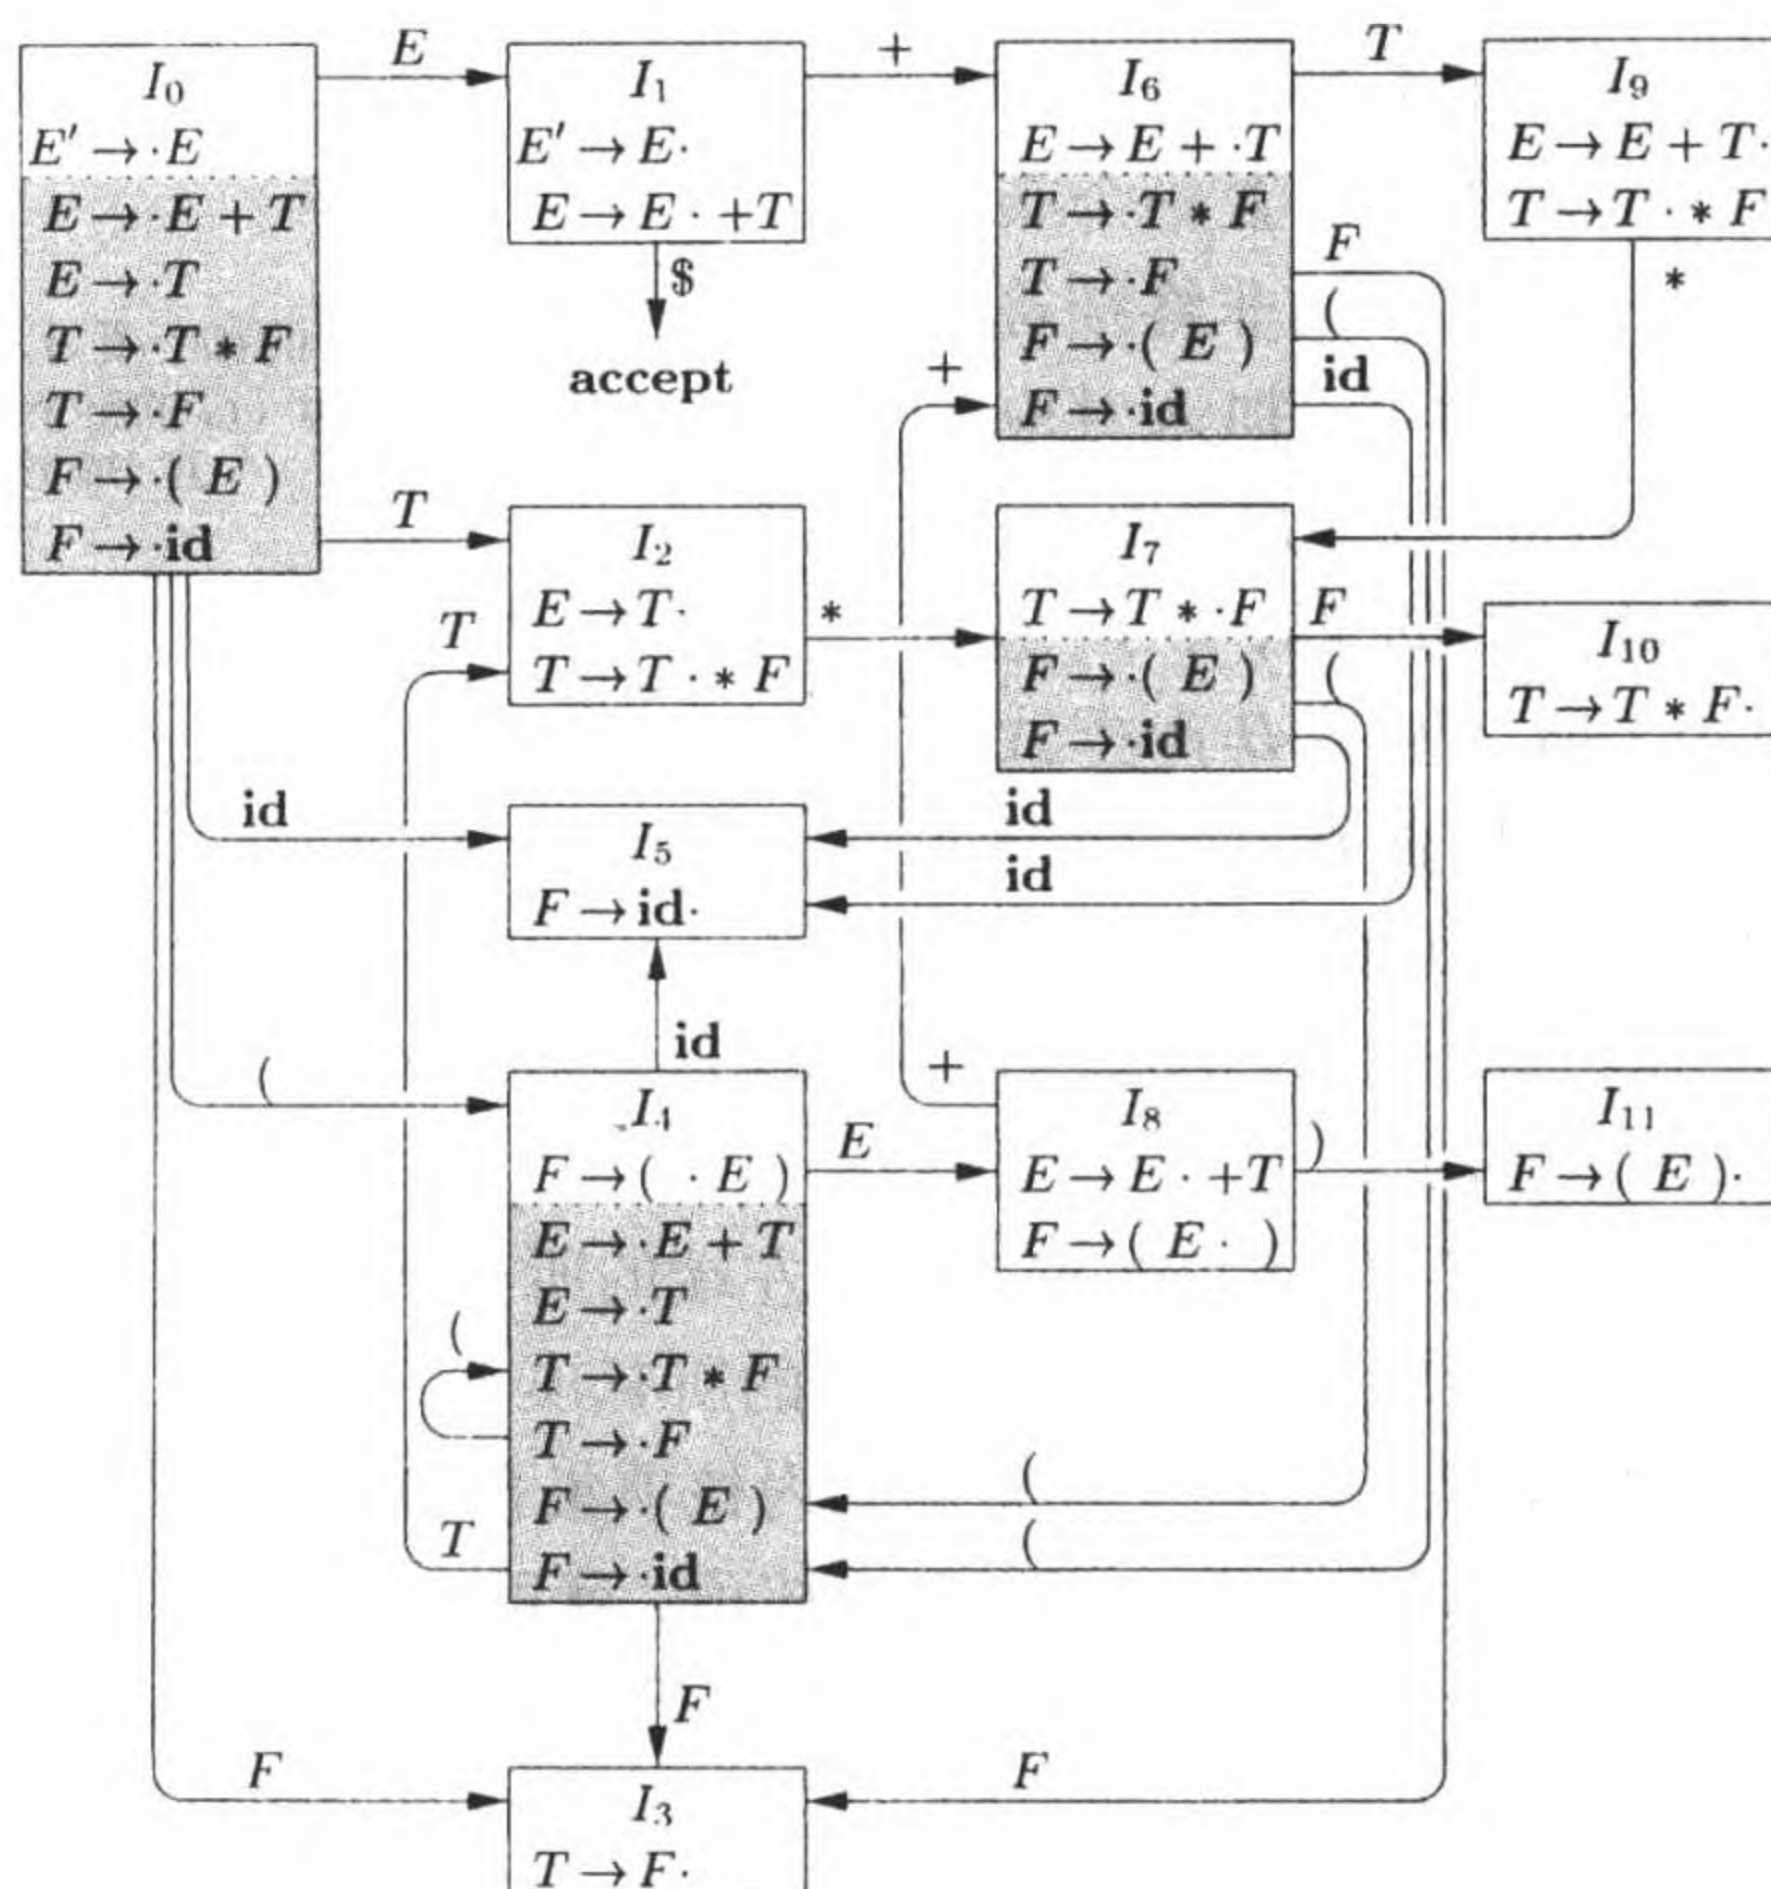 I₀
E' → ·E
E → ·E + T
E → ·T
T → ·T * F
T → ·F
F → ·( E )
F → ·id
E
I₁
E' → E·
E → E · +T
$
accept
+
I₆
E → E + ·T
T → ·T * F
T → ·F
F → ·( E )
F → ·id
T
I₉
E → E + T·
T → T · * F
*
F
(
id
+
T
I₂
E → T·
T → T · * F
T
*
I₇
T → T * ·F
F → ·( E )
F → ·id
F
(
I₁₀
T → T * F·
id
I₅
F → id·
id
id
id
(
I₄
F → ( · E )
E → ·E + T
E → ·T
T → ·T * F
T → ·F
F → ·( E )
F → ·id
E
+
I₈
E → E · +T
F → ( E · )
)
I₁₁
F → ( E )·
(
T
(
(
F
F
I₃
T → F·
F